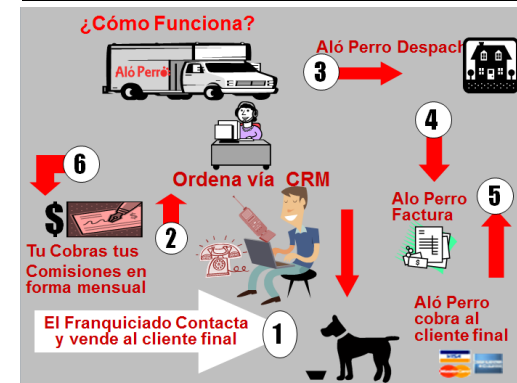 ¿Cómo Funciona?
Aló Perro
3
Aló Perro Despach
4
6
Ordena vía CRM
2
5
Alo Perro
Factura
$
Tu Cobras tus
Comisiones en
forma mensual
El Franquiciado Contacta
y vende al cliente final
1
Aló Perro
cobra al
cliente final
VISA
MasterCard